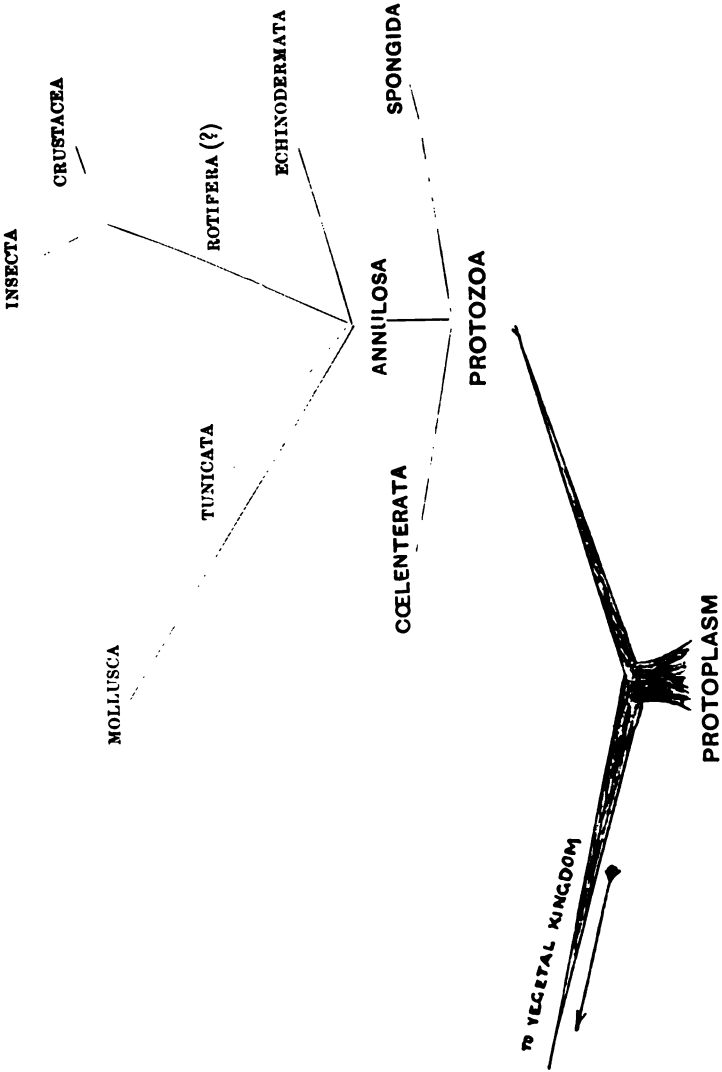 INSECTA
CRUSTACEA
ROTIFERA (?)
ECHINODERMATA
MOLLUSCA
TUNICATA
ANNULOSA
SPONGIDA
CŒLENTERATA
PROTOZOA
TO VEGETAL KINGDOM
PROTOPLASM